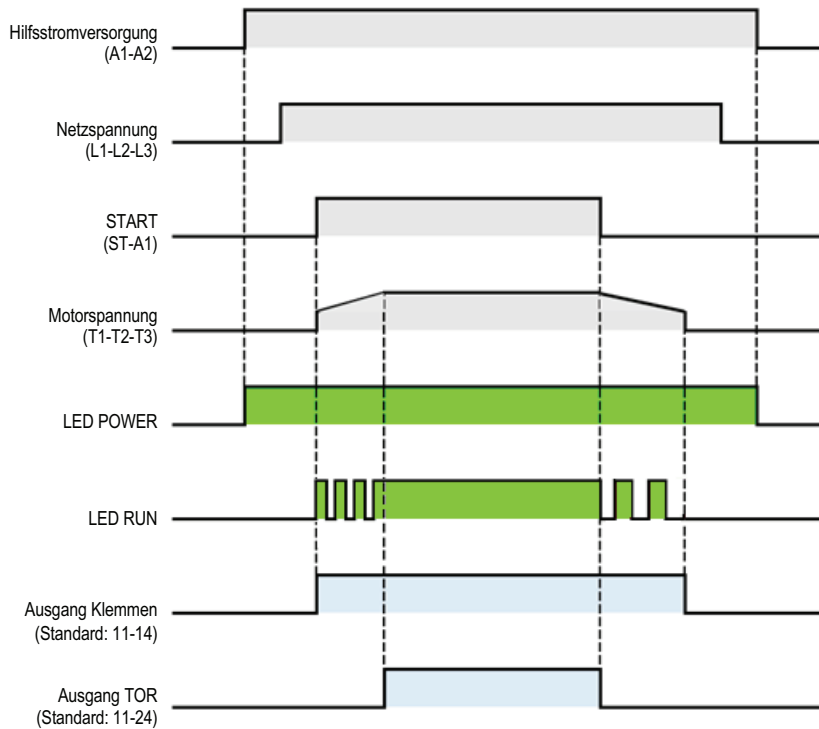 Hilfsstromversorgung
(A1-A2)
Netzspannung
(L1-L2-L3)
START
(ST-A1)
Motorspannung
(T1-T2-T3)
LED POWER
LED RUN
Ausgang Klemmen
(Standard: 11-14)
Ausgang TOR
(Standard: 11-24)